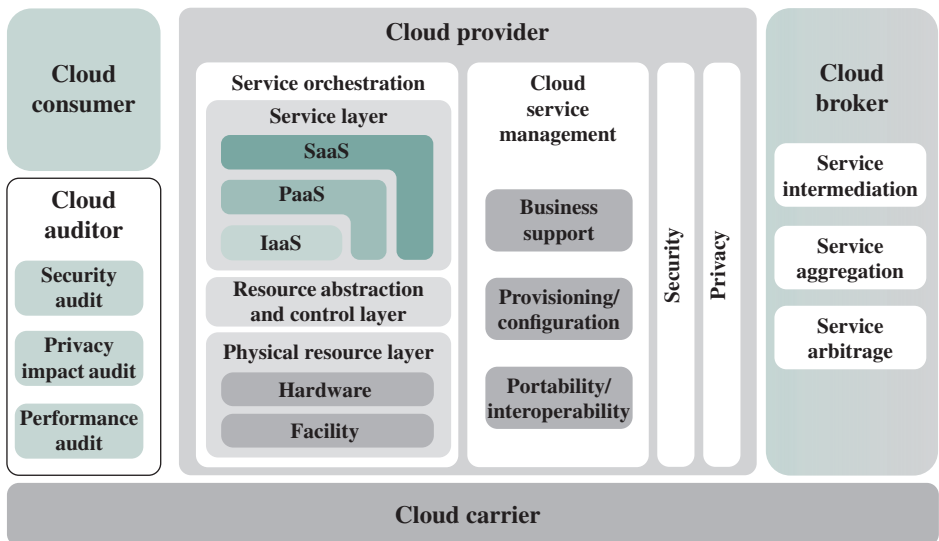 Cloud
consumer
Cloud
auditor
Security
audit
Privacy
impact audit
Performance
audit
Cloud provider
Service orchestration
Service layer
SaaS
PaaS
IaaS
Resource abstraction
and control layer
Physical resource layer
Hardware
Facility
Cloud
service
management
Business
support
Provisioning/
configuration
Portability/
interoperability
Security
Privacy
Cloud
broker
Service
intermediation
Service
aggregation
Service
arbitrage
Cloud carrier